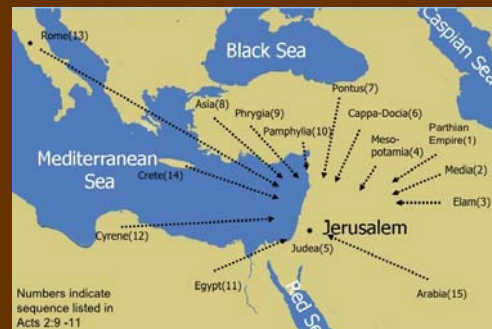 Rome(13)
Black Sea
Caspian Sea
Asia(8)
Phrygia(9)
Pamphylia(10)
Pontus(7)
Cappa-Docia(6)
Meso-
potamia(4)
Parthian
Empire(1)
Media(2)
Elam(3)
Mediterranean
Sea
Crete(14)
Cyrene(12)
Jerusalem
Judea(5)
Egypt(11)
Arabia(15)
Red Sea
Numbers indicate
sequence listed in
Acts 2:9 -11